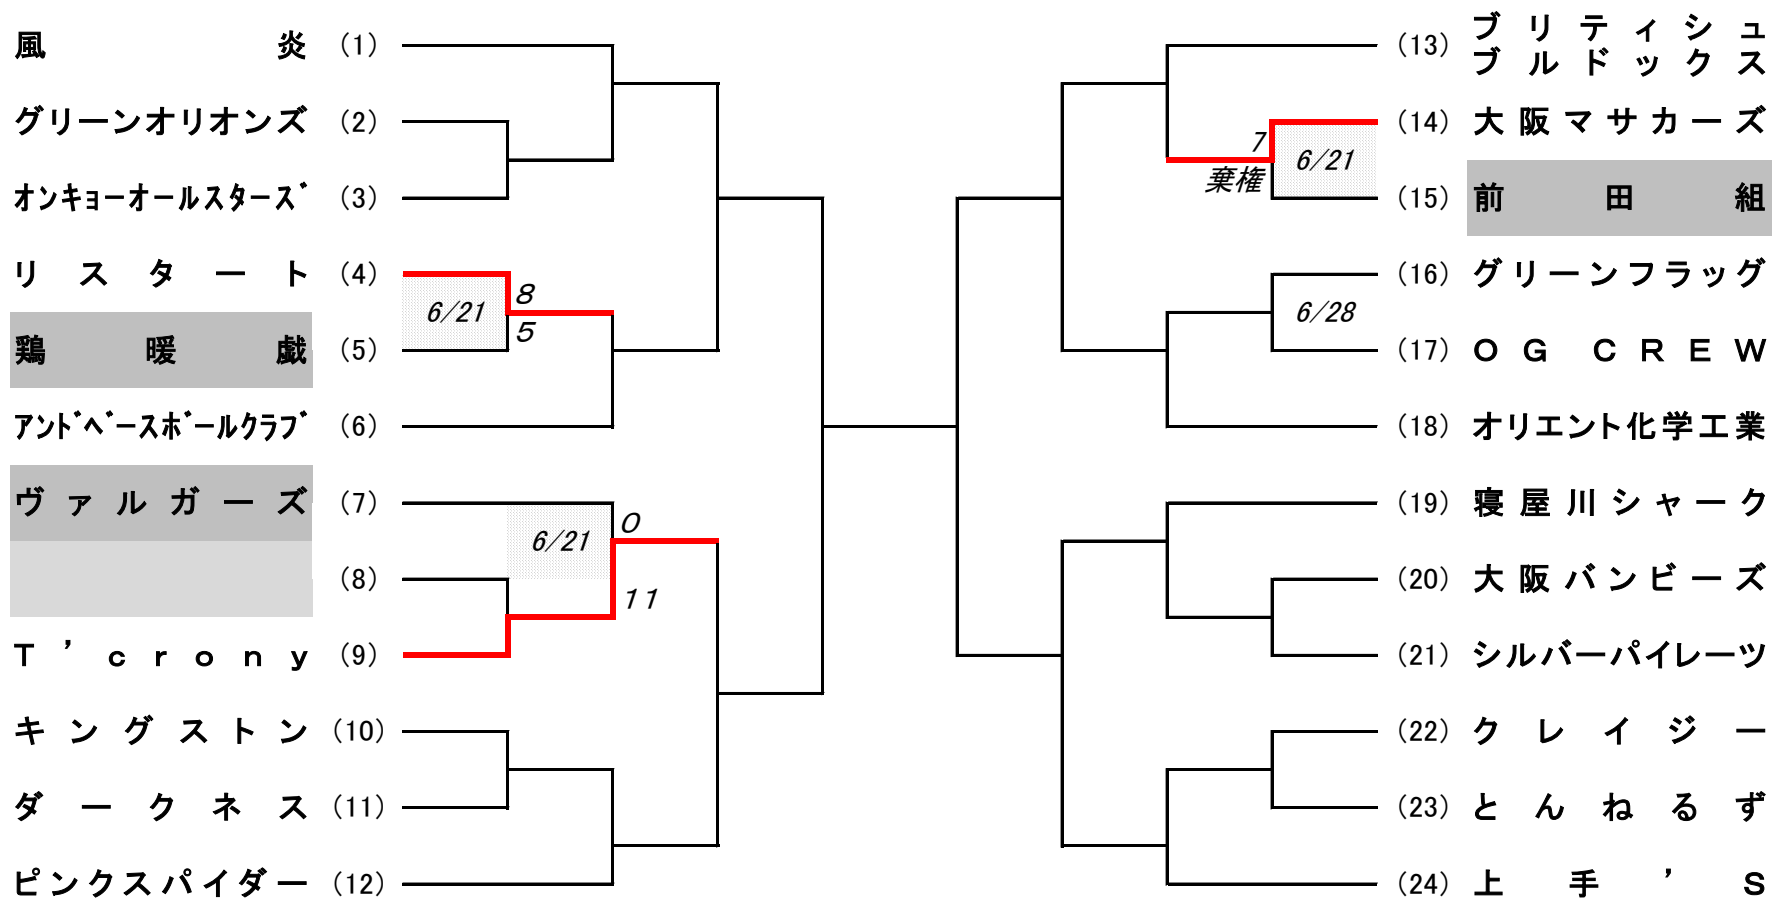 風炎 (1)
グリーンオリオンズ (2)
オンキョーオールスターズ (3)
リスタート (4)
6/21
8
5
鶏暖戯 (5)
アンドベースボールクラブ (6)
ヴァルガーズ (7)
6/21
0
11
(8)
T’crony (9)
キングストン (10)
ダークネス (11)
ピンクスパイダー (12)
(13) ブリティシュ
ブルドックス
(14) 大阪マサカーズ
7
棄権
6/21
(15) 前田組
(16) グリーンフラッグ
6/28
(17) OG CREW
(18) オリエント化学工業
(19) 寝屋川シャーク
(20) 大阪バンビーズ
(21) シルバーパイレーツ
(22) クレイジー
(23) とんねるず
(24) 上手’S